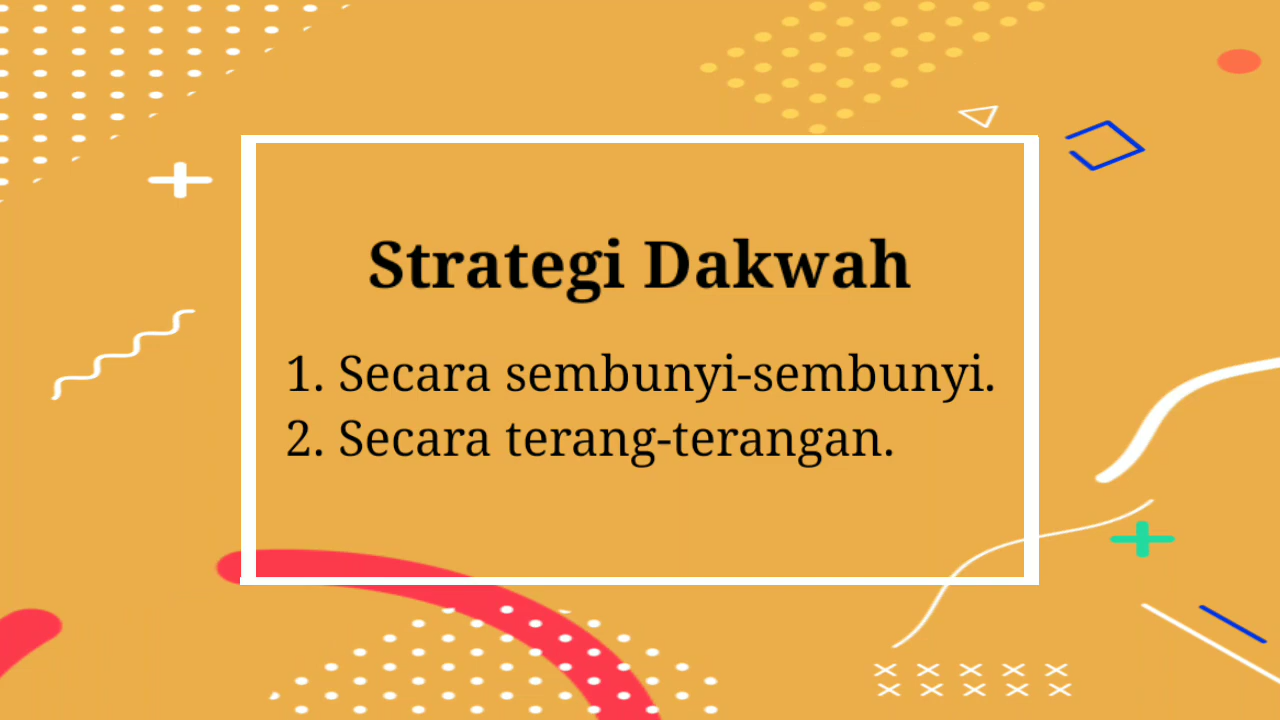 Strategi Dakwah
1. Secara sembunyi-sembunyi.
2. Secara terang-terangan.